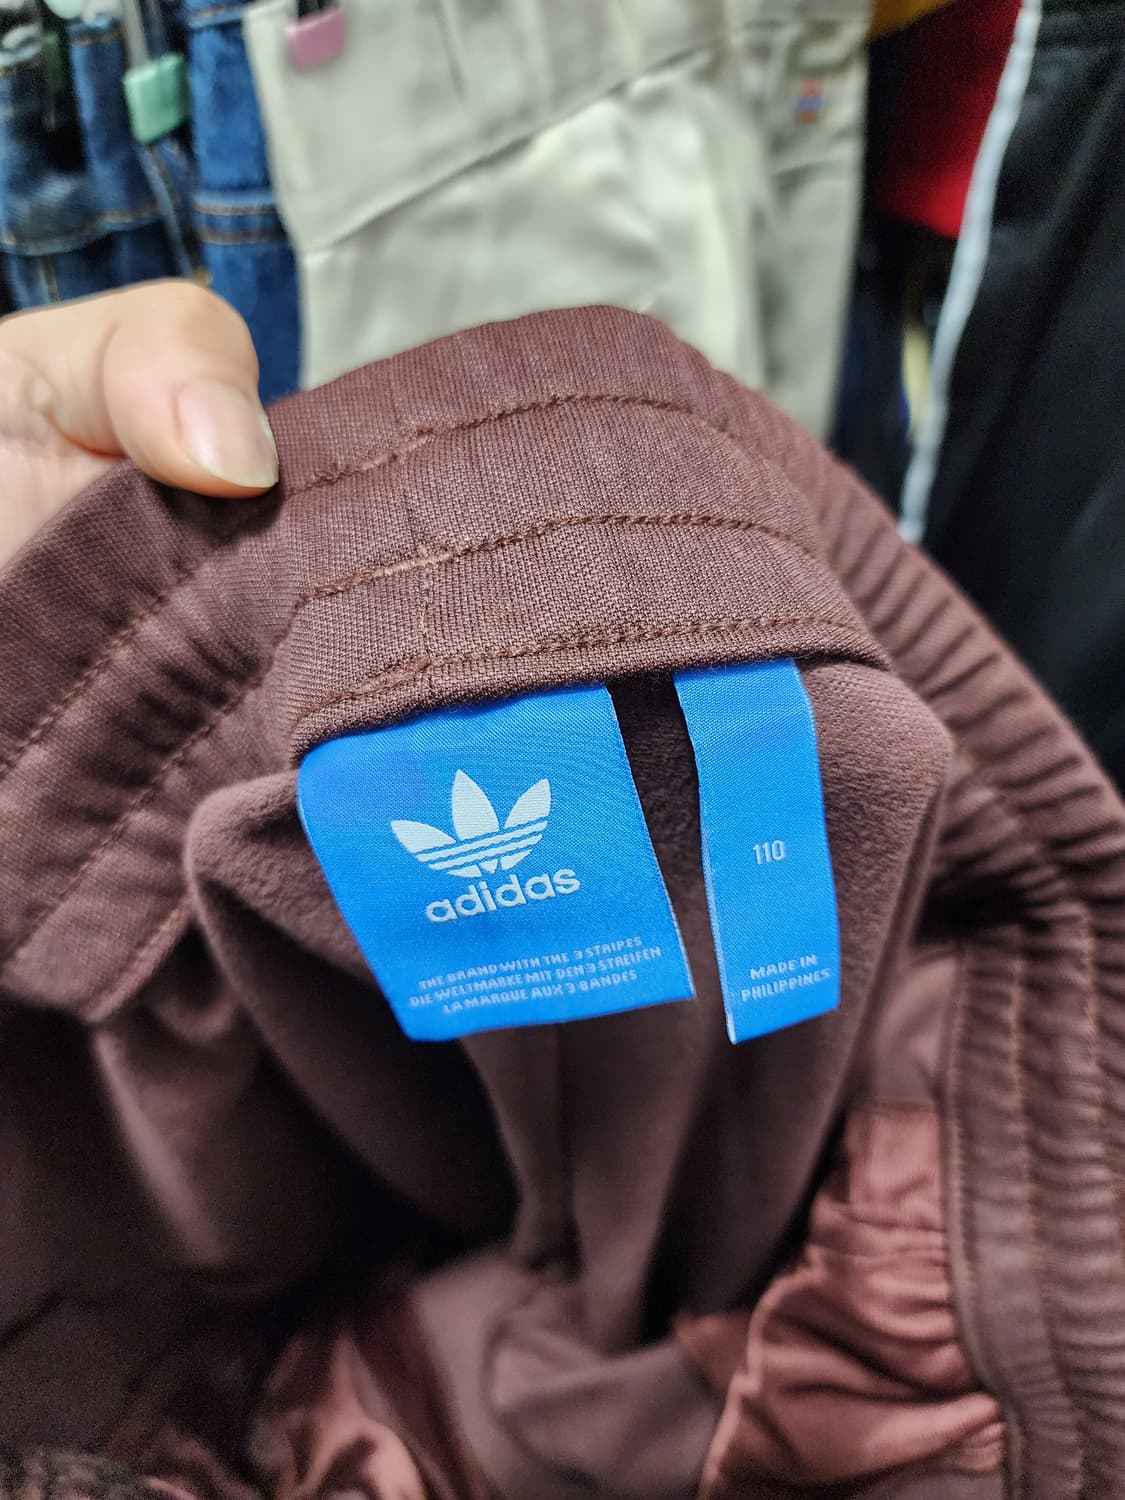 adidas
THE BRAND WITH THE 3 STRIPES
DIE WELTMARKE MIT DEN 3 STREIFEN
LA MARQUE AUX 3 BANDES
110
MADE IN
PHILIPPINES